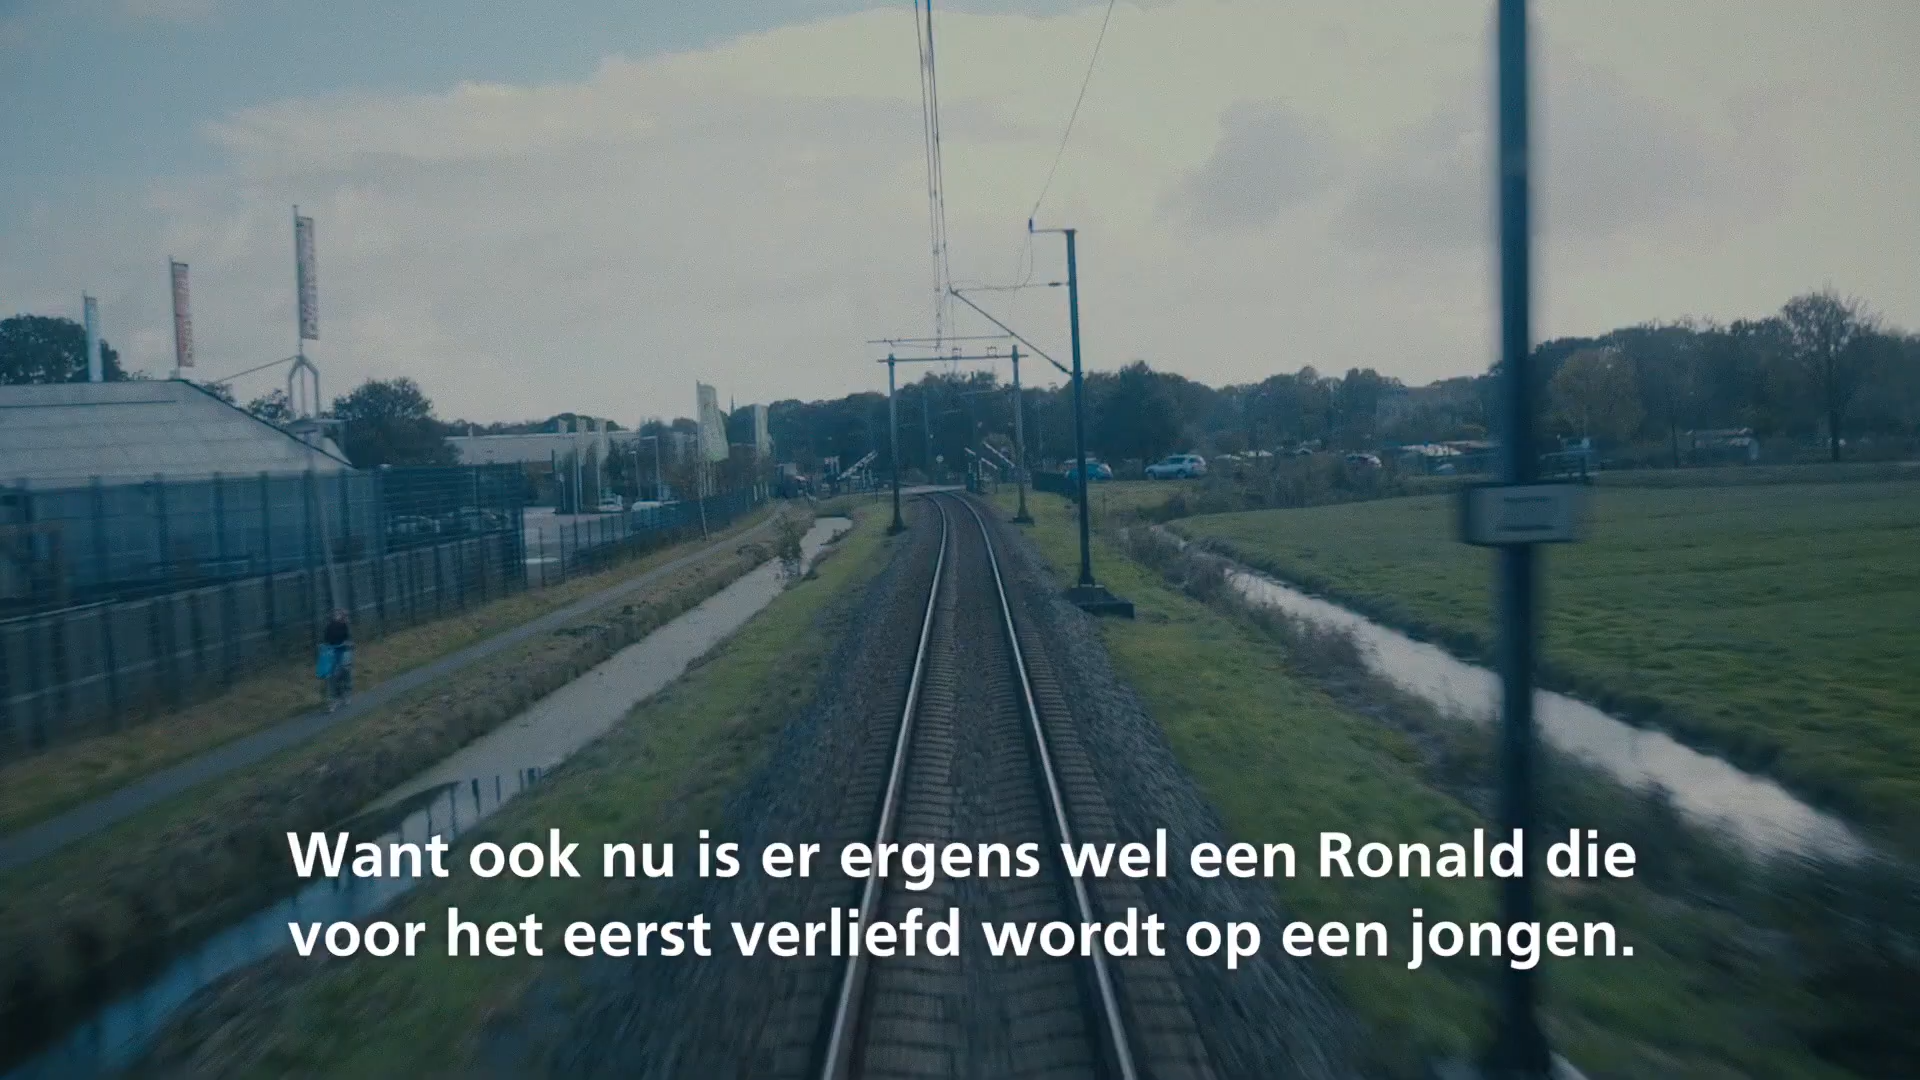 Want ook nu is er ergens wel een Ronald die
voor het eerst verliefd wordt op een jongen.